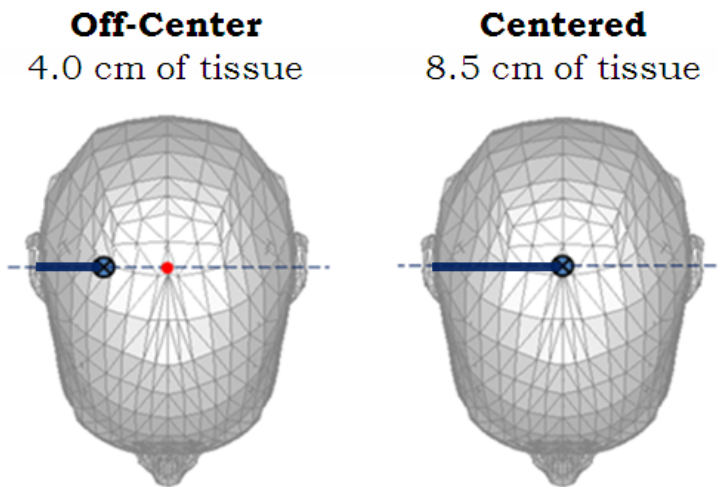 Off-Center
4.0 cm of tissue
Centered
8.5 cm of tissue